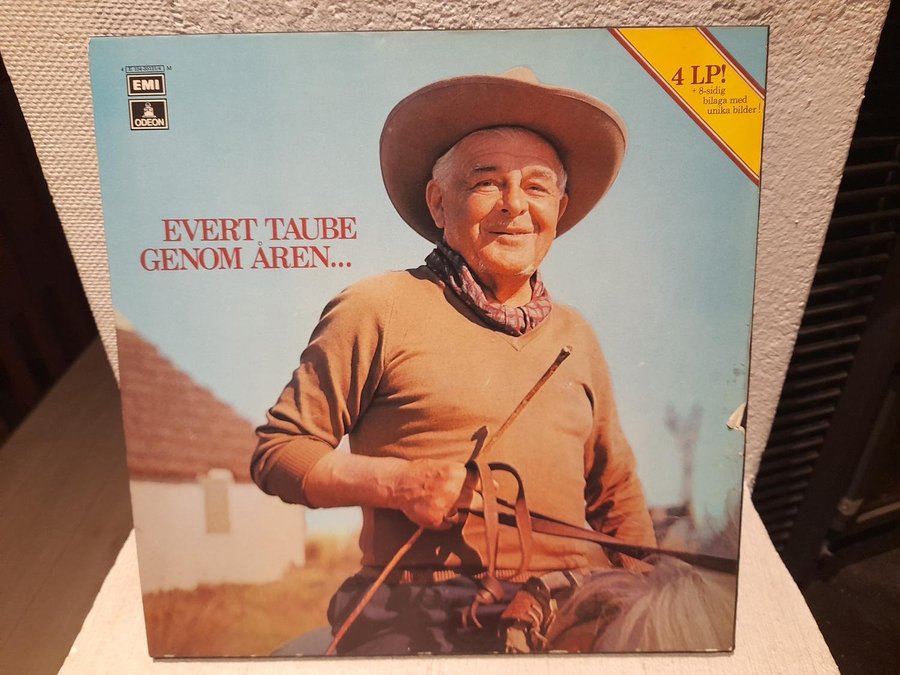 EMI
ODEON
EVERT TAUBE
GENOM ÅREN...
4 LP!
+ 8-sidig
bilaga med
unika bilder!